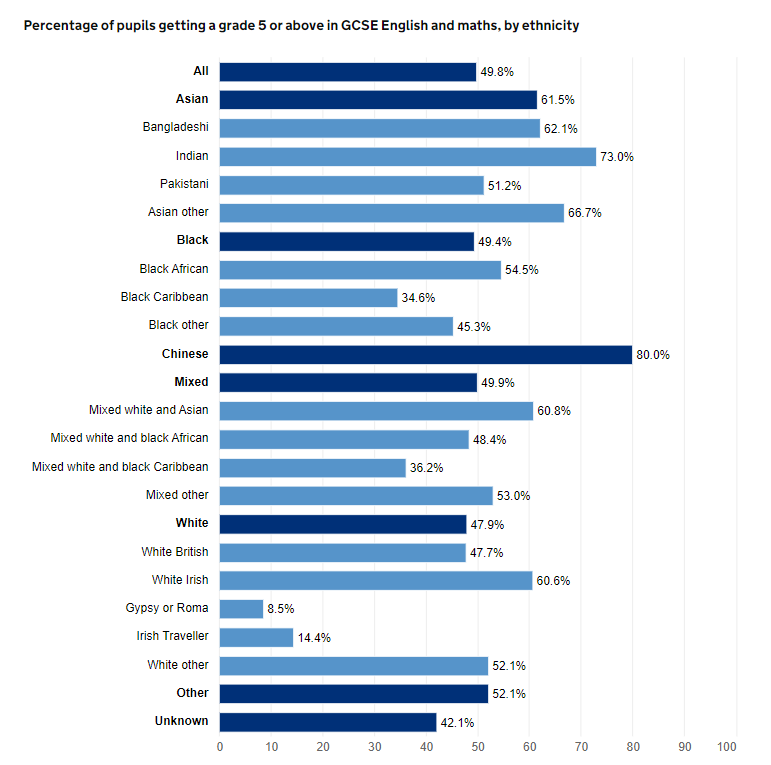 Percentage of pupils getting a grade 5 or above in GCSE English and maths, by ethnicity
All 49.8%
Asian 61.5%
Bangladeshi 62.1%
Indian 73.0%
Pakistani 51.2%
Asian other 66.7%
Black 49.4%
Black African 54.5%
Black Caribbean 34.6%
Black other 45.3%
Chinese 80.0%
Mixed 49.9%
Mixed white and Asian 60.8%
Mixed white and black African 48.4%
Mixed white and black Caribbean 36.2%
Mixed other 53.0%
White 47.9%
White British 47.7%
White Irish 60.6%
Gypsy or Roma 8.5%
Irish Traveller 14.4%
White other 52.1%
Other 52.1%
Unknown 42.1%
0 10 20 30 40 50 60 70 80 90 100